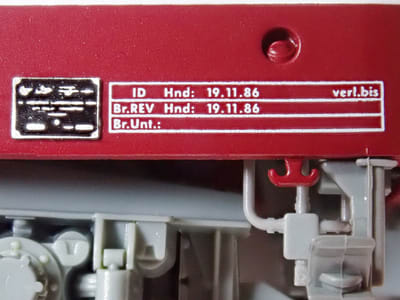 ID Hnd: 19.11.86 verl.bis
Br.REV Hnd: 19.11.86
Br.Unt.: